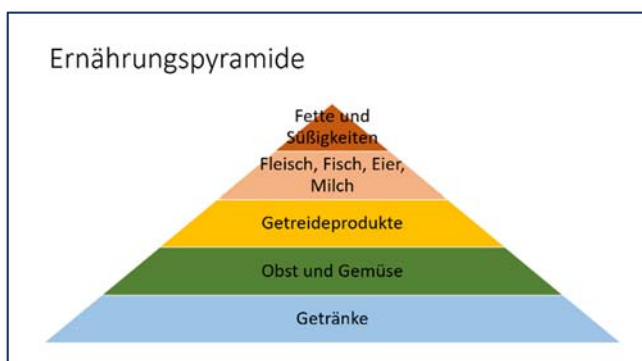 Ernährungspyramide
Fette und
Süßigkeiten
Fleisch, Fisch, Eier,
Milch
Getreideprodukte
Obst und Gemüse
Getränke